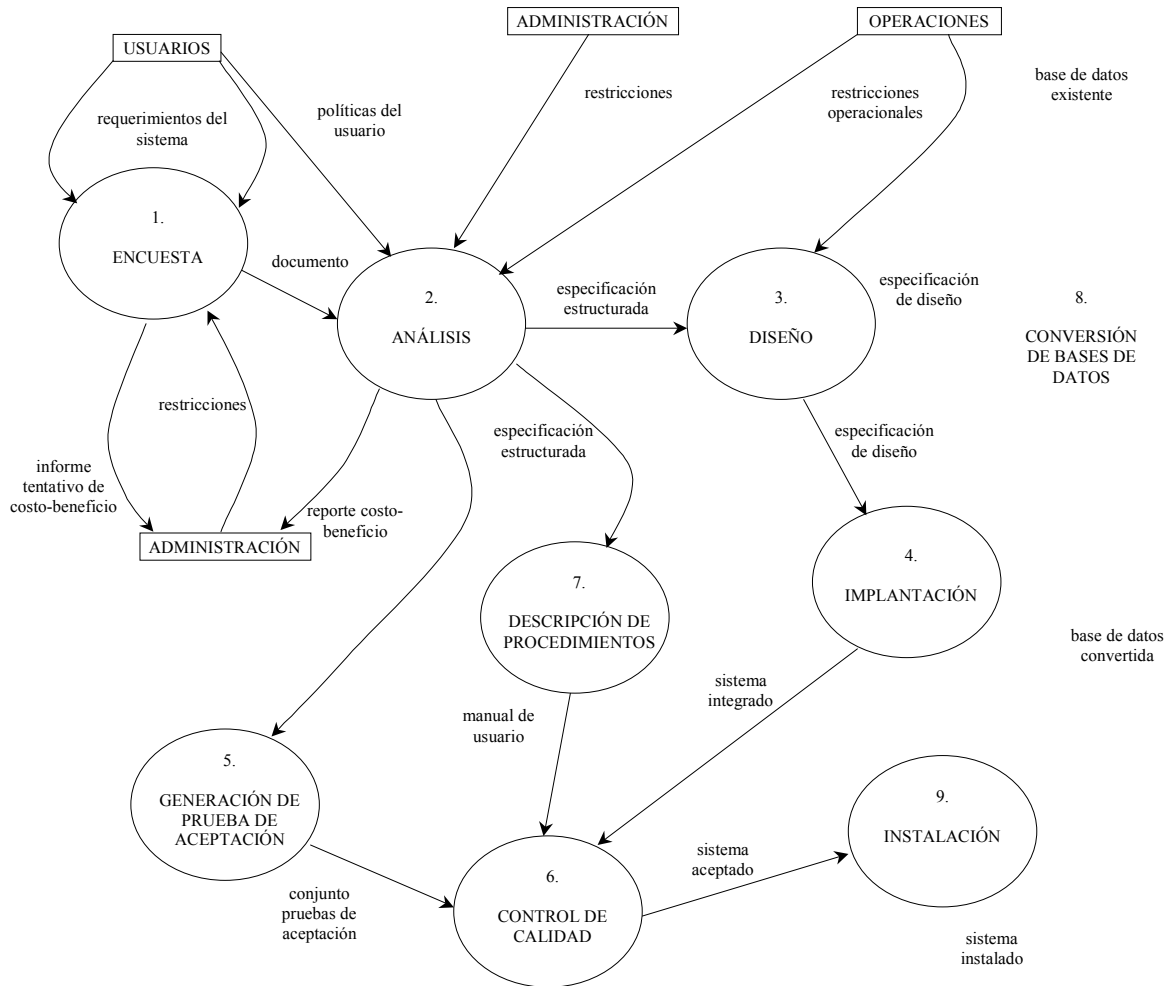 ADMINISTRACIÓN
OPERACIONES
USUARIOS
base de datos
existente
restricciones
restricciones
operacionales
políticas del
usuario
requerimientos del
sistema
1.
ENCUESTA
documento
2.
ANÁLISIS
especificación
estructurada
3.
DISEÑO
especificación
de diseño
8.
CONVERSIÓN
DE BASES DE
DATOS
restricciones
especificación
estructurada
especificación
de diseño
informe
tentativo de
costo-beneficio
reporte costo-
beneficio
ADMINISTRACIÓN
7.
DESCRIPCIÓN DE
PROCEDIMIENTOS
4.
IMPLANTACIÓN
base de datos
convertida
sistema
integrado
manual de
usuario
5.
GENERACIÓN DE
PRUEBA DE
ACEPTACIÓN
9.
INSTALACIÓN
sistema
aceptado
6.
CONTROL DE
CALIDAD
conjunto
pruebas de
aceptación
sistema
instalado